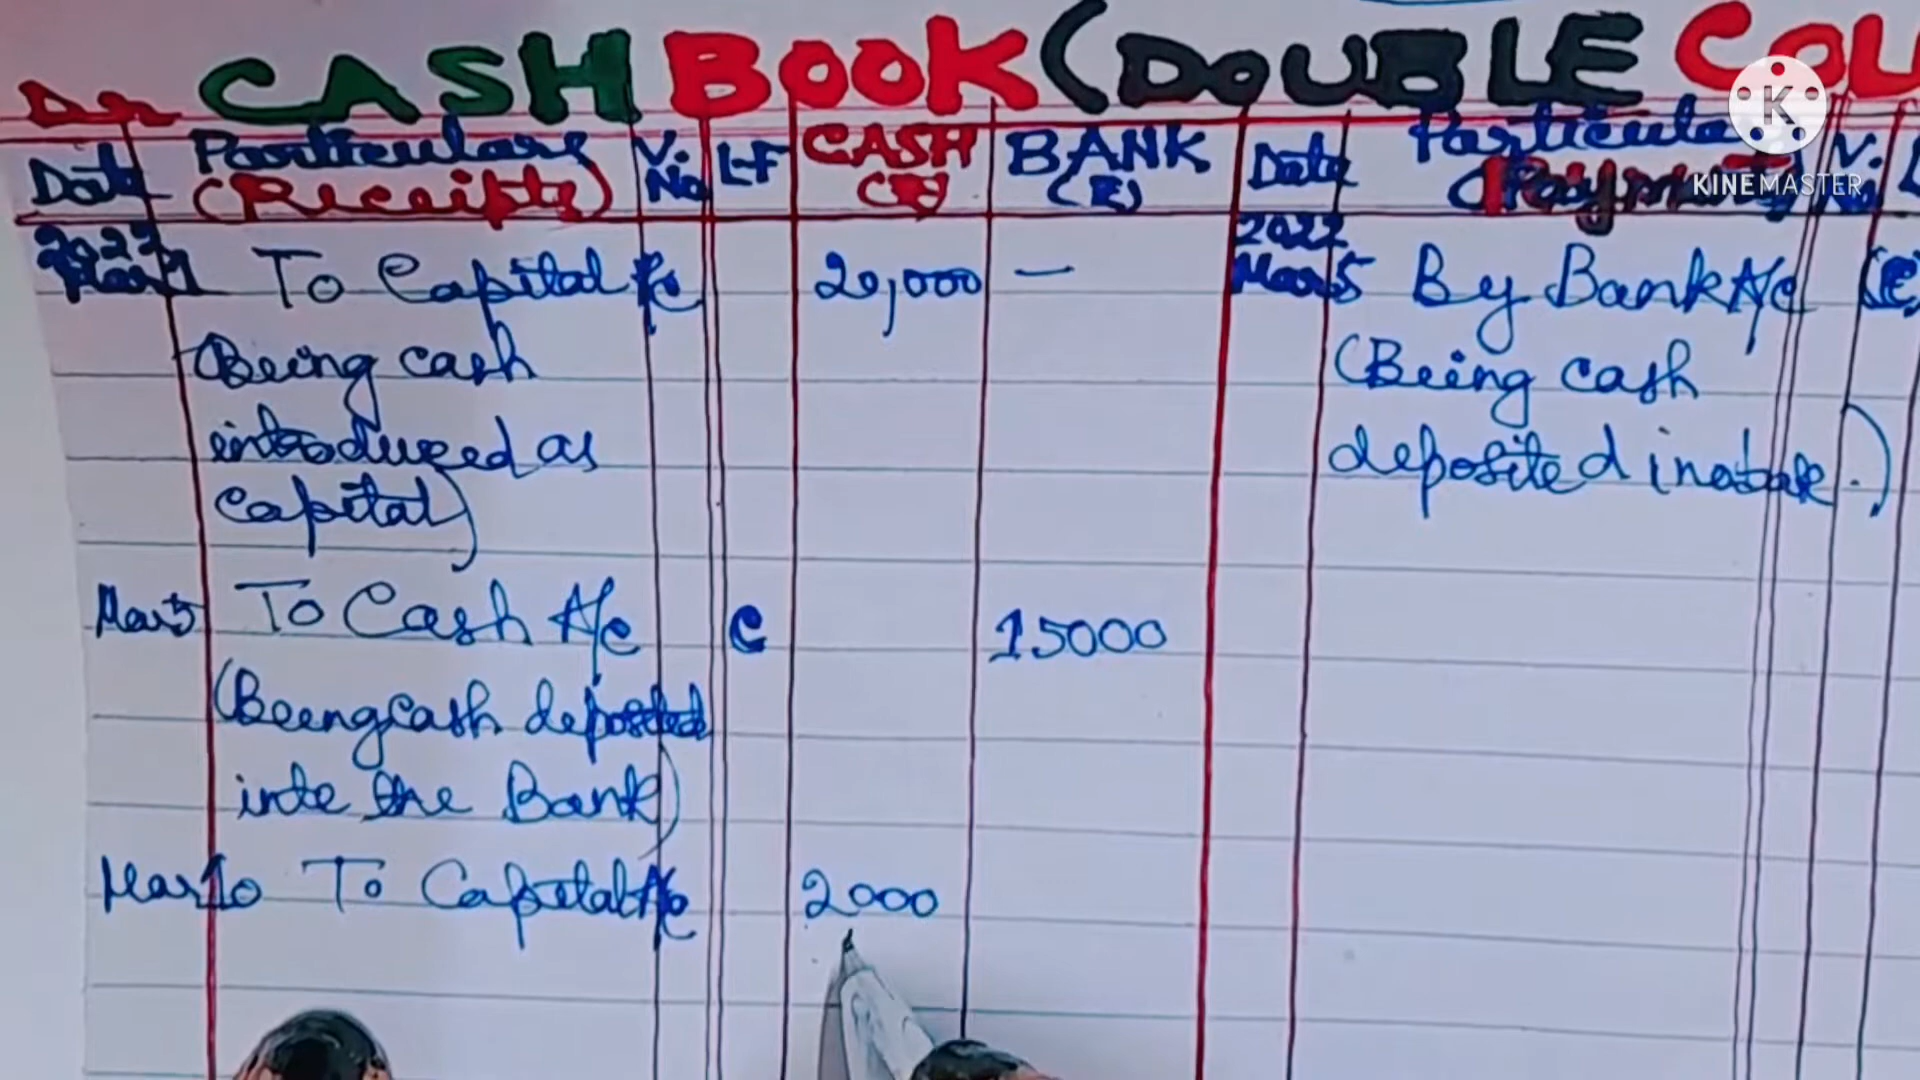 CASH BOOK (DOUBLE COLU
Dr
Date Particulars (Receipts) V. No L.F CASH (₹) BANK (₹) Date Particulars (Payments) V. No L
2022
Mar 1 To Capital A/c 20,000 —
(Being cash
introduced as
capital)
Mar 5 To Cash A/c C 15000
(Being cash deposited
into the Bank)
Mar 10 To Capital A/c 2000
2022
Mar 5 By Bank A/c (C)
(Being cash
deposited in a bank.)
K
KINEMASTER